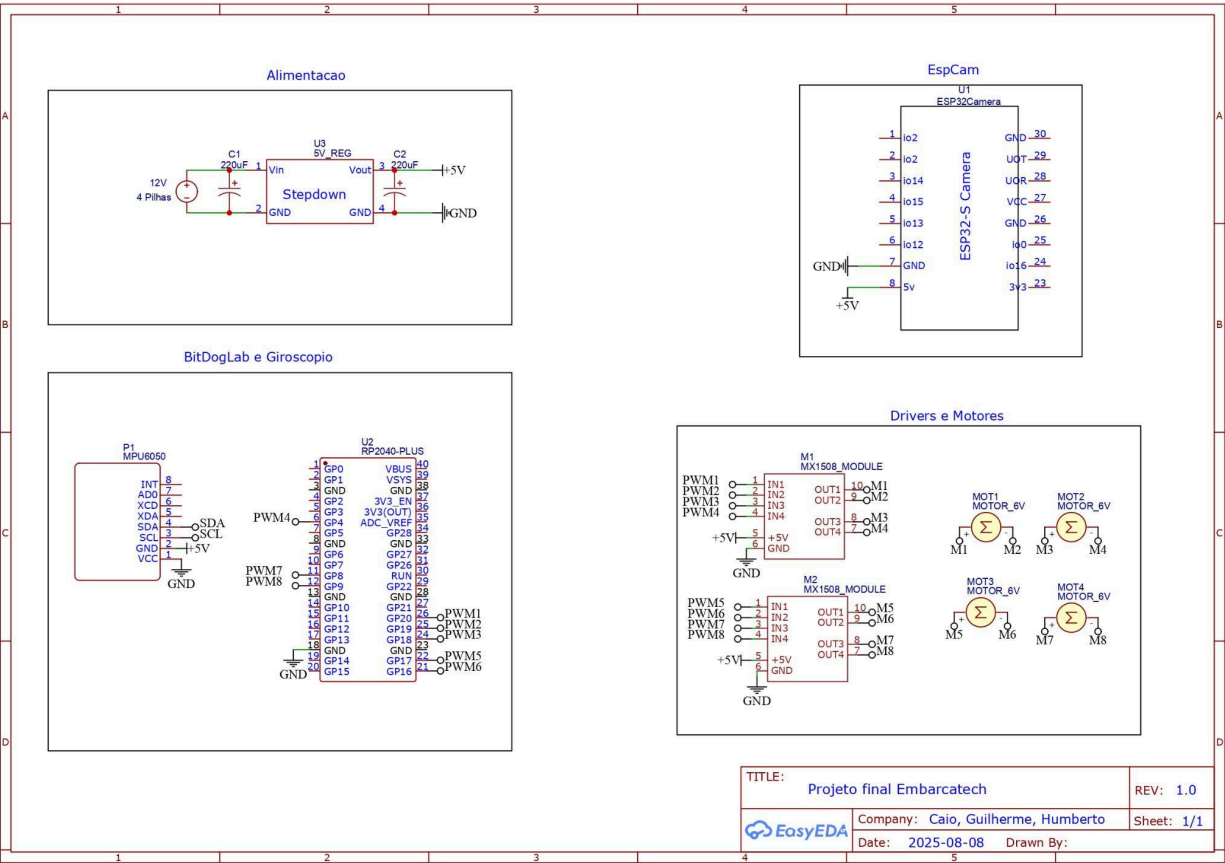 1 2 3 4 5
A
B
C
D
A
B
C
D
Alimentacao
12V
4 Pilhas
C1
220uF
U3
5V_REG
1 Vin
2 GND
Stepdown
Vout 3
GND 4
C2
220uF
+5V
GND
EspCam
U1
ESP32Camera
ESP32-S Camera
1 io2
2 io2
3 io14
4 io15
5 io13
6 io12
7 GND
8 5v
GND
+5V
GND 30
UOT 29
UOR 28
VCC 27
GND 26
io0 25
io16 24
3v3 23
BitDogLab e Giroscopio
P1
MPU6050
INT 8
AD0 7
XCD 6
XDA 5
SDA 4 SDA
SCL 3 SCL
GND 2 +5V
VCC 1
GND
U2
RP2040-PLUS
1 GP0
2 GP1
3 GND
4 GP2
5 GP3
PWM4 6 GP4
7 GP5
8 GND
9 GP6
10 GP7
PWM7 11 GP8
PWM8 12 GP9
13 GND
14 GP10
15 GP11
16 GP12
17 GP13
18 GND
19 GP14
20 GP15
GND
VBUS 40
VSYS 39
GND 38
3V3_EN 37
3V3(OUT) 36
ADC_VREF 35
GP28 34
GND 33
GP27 32
GP26 31
RUN 30
GP22 29
GND 28
GP21 27
GP20 26 PWM1
GP19 25 PWM2
GP18 24 PWM3
GND 23
GP17 22 PWM5
GP16 21 PWM6
Drivers e Motores
M1
MX1508_MODULE
PWM1 1 IN1
PWM2 2 IN2
PWM3 3 IN3
PWM4 4 IN4
+5V 5 +5V
6 GND
GND
OUT1 10 M1
OUT2 9 M2
OUT3 8 M3
OUT4 7 M4
M2
MX1508_MODULE
PWM5 1 IN1
PWM6 2 IN2
PWM7 3 IN3
PWM8 4 IN4
+5V 5 +5V
6 GND
GND
OUT1 10 M5
OUT2 9 M6
OUT3 8 M7
OUT4 7 M8
MOT1
MOTOR_6V
Σ
M1 M2
MOT2
MOTOR_6V
Σ
M3 M4
MOT3
MOTOR_6V
Σ
M5 M6
MOT4
MOTOR_6V
Σ
M7 M8
TITLE:
Projeto final Embarcatech
REV: 1.0
EasyEDA
Company: Caio, Guilherme, Humberto
Sheet: 1/1
Date: 2025-08-08 Drawn By:
1 2 3 4 5